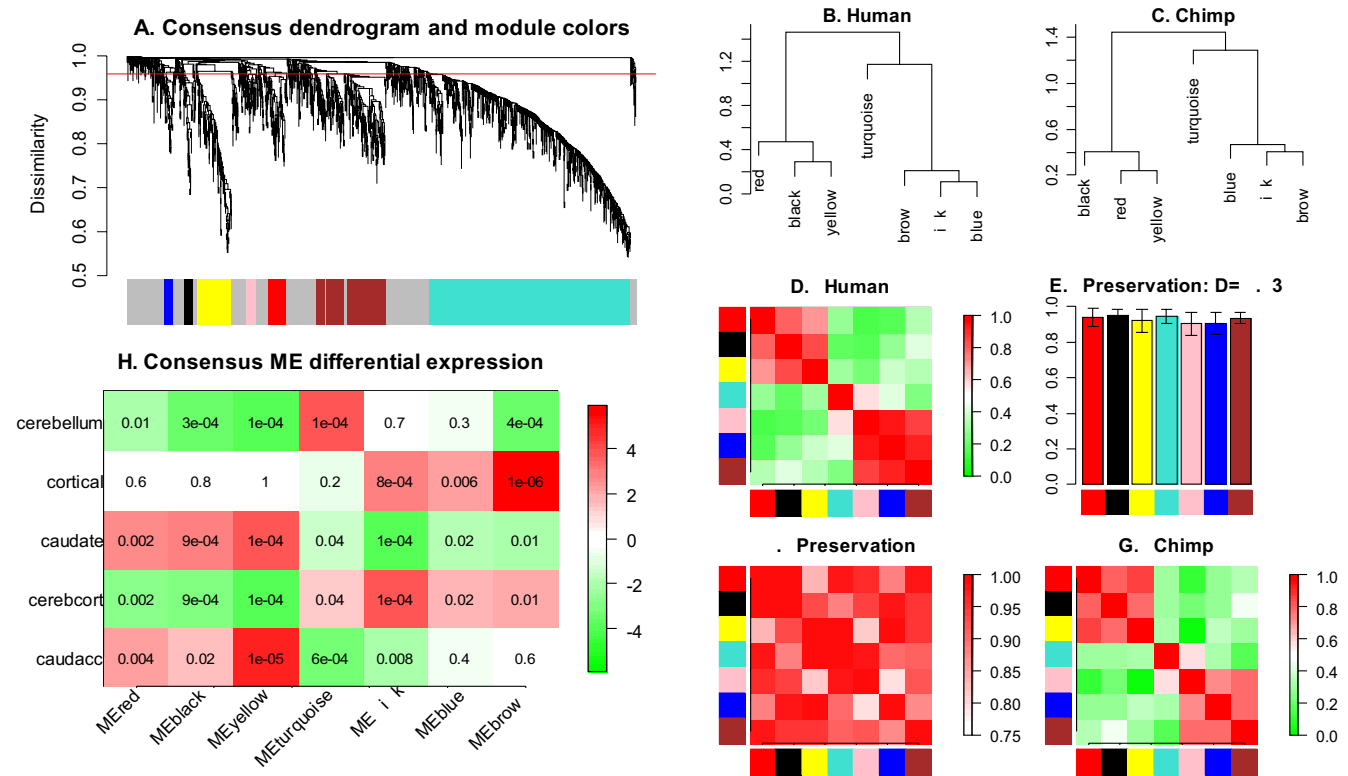 A. Consensus dendrogram and module colors
Dissimilarity
1.0
0.9
0.8
0.7
0.6
0.5
B. Human
1.2
0.8
0.4
0.0
red
black
yellow
turquoise
brow
i k
blue
C. Chimp
1.4
1.0
0.6
0.2
black
red
yellow
turquoise
blue
i k
brow
H. Consensus ME differential expression
cerebellum 0.01 3e-04 1e-04 1e-04 0.7 0.3 4e-04
cortical 0.6 0.8 1 0.2 8e-04 0.006 1e-06
caudate 0.002 9e-04 1e-04 0.04 1e-04 0.02 0.01
cerebcort 0.002 9e-04 1e-04 0.04 1e-04 0.02 0.01
caudacc 0.004 0.02 1e-05 6e-04 0.008 0.4 0.6
MEred MEblack MEyellow MEturquoise ME i k MEblue MEbrow
4
2
0
-2
-4
D. Human
1.0
0.8
0.6
0.4
0.2
0.0
E. Preservation: D= . 3
1.0
0.8
0.6
0.4
0.2
0.0
. Preservation
1.00
0.95
0.90
0.85
0.80
0.75
G. Chimp
1.0
0.8
0.6
0.4
0.2
0.0